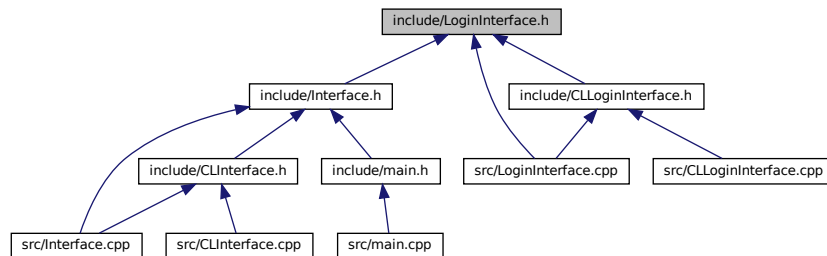 include/LoginInterface.h
include/Interface.h
include/CLLoginInterface.h
include/CLInterface.h
include/main.h
src/LoginInterface.cpp
src/CLLoginInterface.cpp
src/Interface.cpp
src/CLInterface.cpp
src/main.cpp